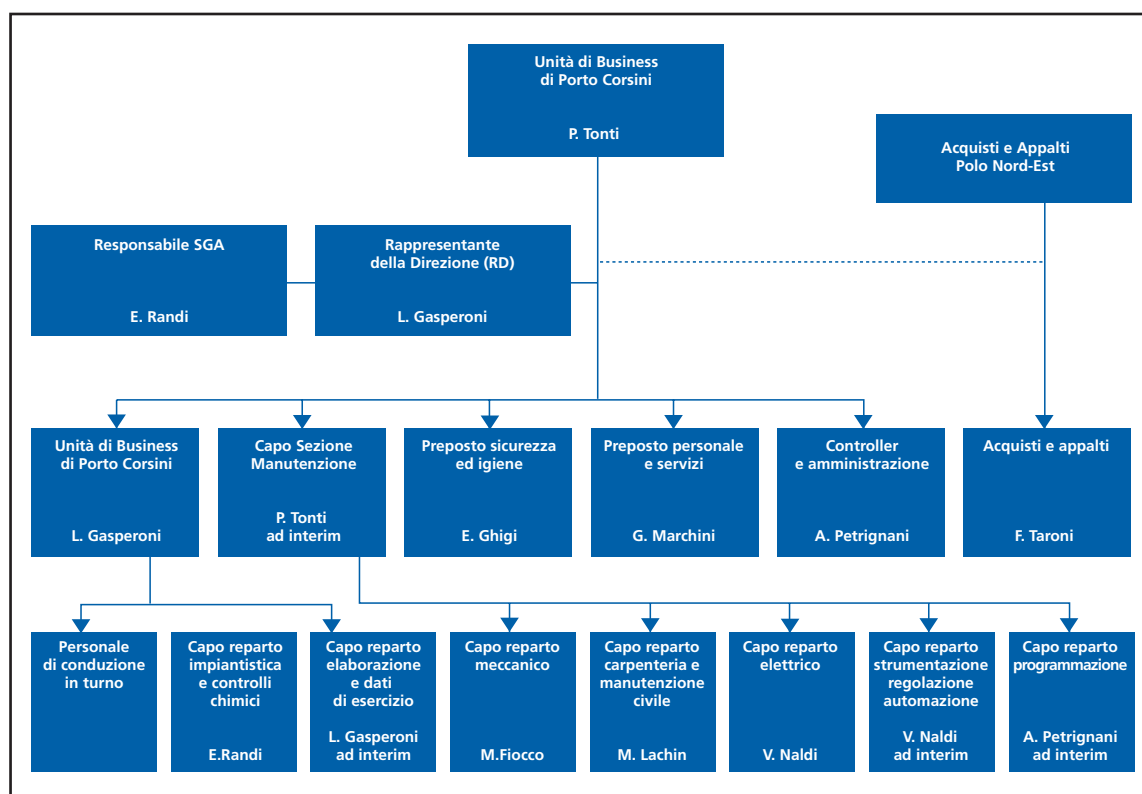 Unità di Business
di Porto Corsini
P. Tonti
Acquisti e Appalti
Polo Nord-Est
Responsabile SGA
E. Randi
Rappresentante
della Direzione (RD)
L. Gasperoni
Unità di Business
di Porto Corsini
L. Gasperoni
Capo Sezione
Manutenzione
P. Tonti
ad interim
Preposto sicurezza
ed igiene
E. Ghigi
Preposto personale
e servizi
G. Marchini
Controller
e amministrazione
A. Petrignani
Acquisti e appalti
F. Taroni
Personale
di conduzione
in turno
Capo reparto
impiantistica
e controlli
chimici
E.Randi
Capo reparto
elaborazione
e dati
di esercizio
L. Gasperoni
ad interim
Capo reparto
meccanico
M.Fiocco
Capo reparto
carpenteria e
manutenzione
civile
M. Lachin
Capo reparto
elettrico
V. Naldi
Capo reparto
strumentazione
regolazione
automazione
V. Naldi
ad interim
Capo reparto
programmazione
A. Petrignani
ad interim